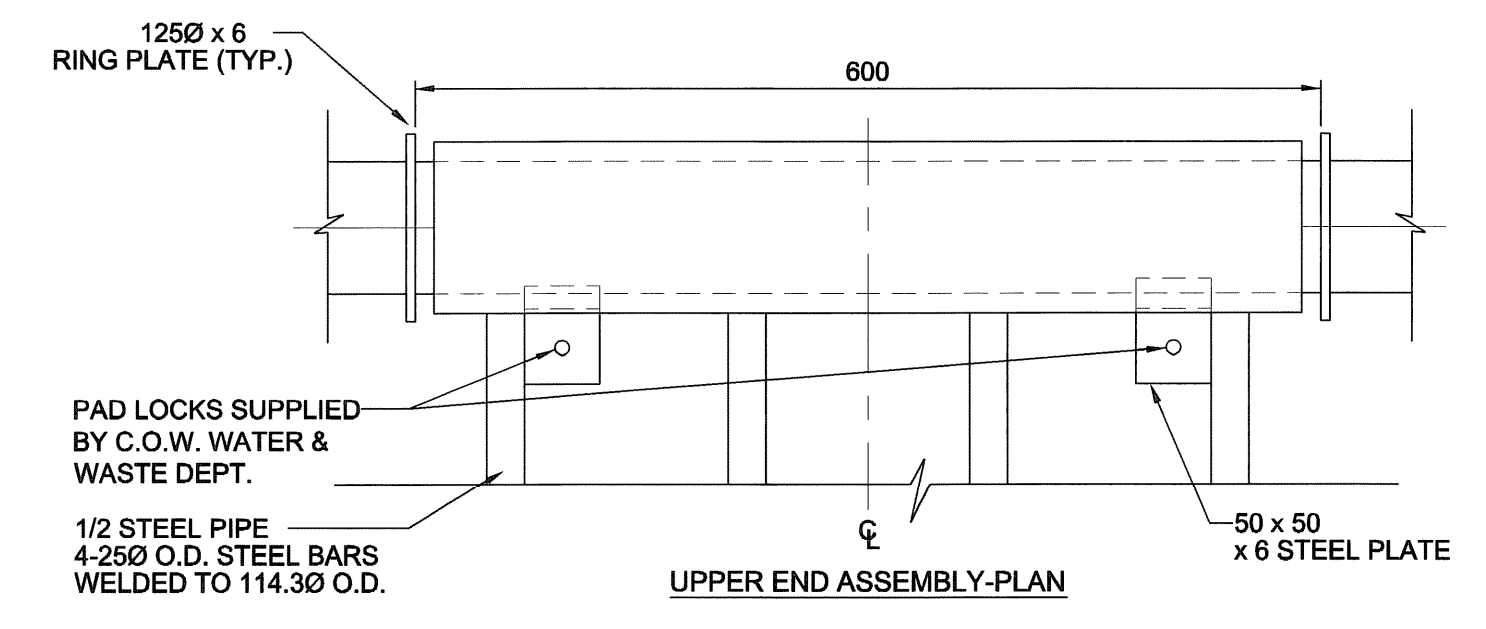 125Ø x 6
RING PLATE (TYP.)
600
PAD LOCKS SUPPLIED
BY C.O.W. WATER &
WASTE DEPT.
1/2 STEEL PIPE
4-25Ø O.D. STEEL BARS
WELDED TO 114.3Ø O.D.
℄
50 x 50
x 6 STEEL PLATE
UPPER END ASSEMBLY-PLAN